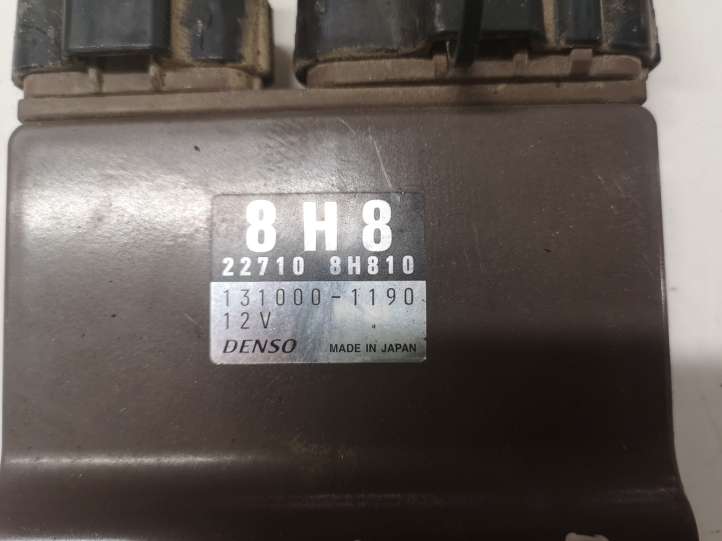 8H8
22710 8H810
131000-1190
12V
DENSO MADE IN JAPAN